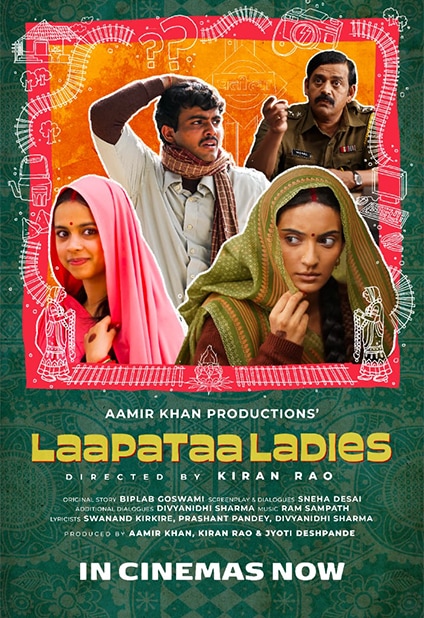 AAMIR KHAN PRODUCTIONS'
LAAPATAA LADIES
DIRECTED BY KIRAN RAO
ORIGINAL STORY BIPLAB GOSWAMI SCREENPLAY & DIALOGUES SNEHA DESAI
ADDITIONAL DIALOGUES DIVYANIDHI SHARMA MUSIC RAM SAMPATH
LYRICISTS SWANAND KIRKIRE, PRASHANT PANDEY, DIVYANIDHI SHARMA
PRODUCED BY AAMIR KHAN, KIRAN RAO & JYOTI DESHPANDE
IN CINEMAS NOW